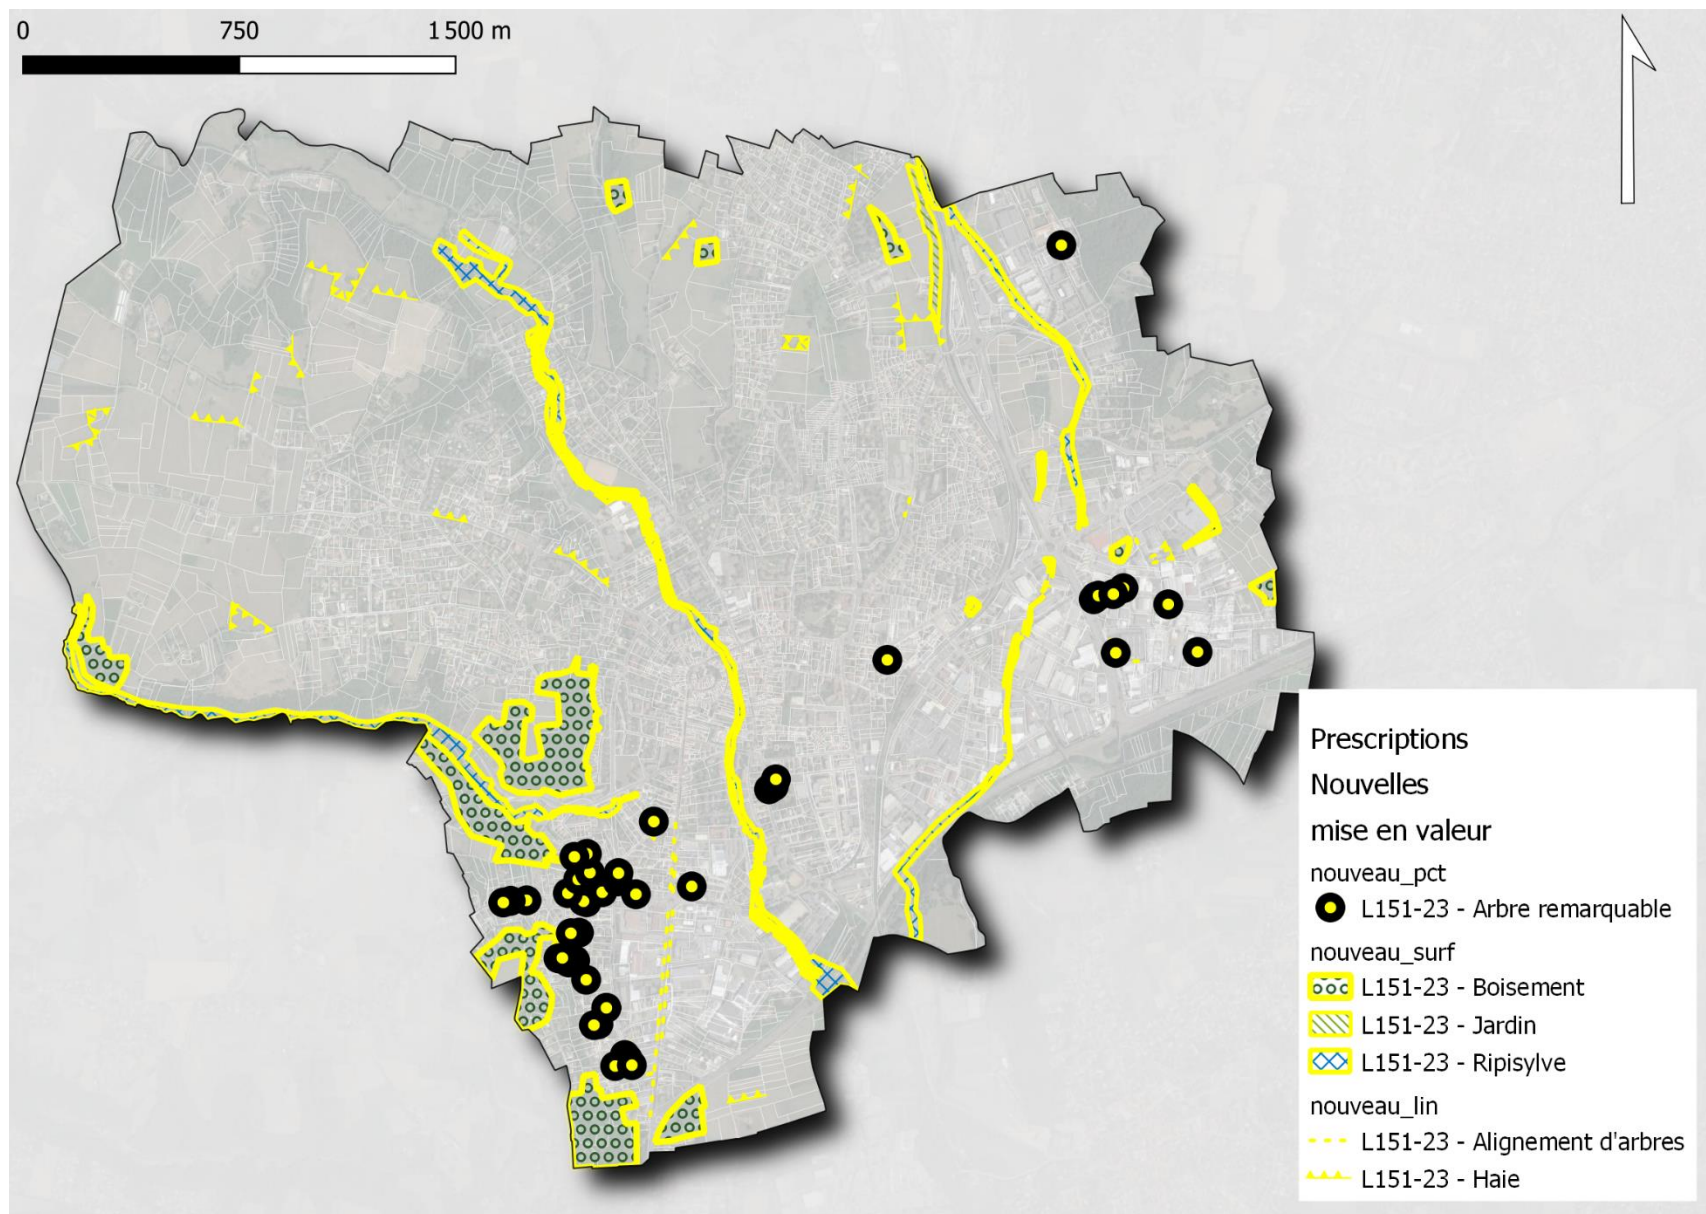 0 750 1 500 m
Prescriptions
Nouvelles
mise en valeur
nouveau_pct
L151-23 - Arbre remarquable
nouveau_surf
L151-23 - Boisement
L151-23 - Jardin
L151-23 - Ripisylve
nouveau_lin
L151-23 - Alignement d'arbres
L151-23 - Haie